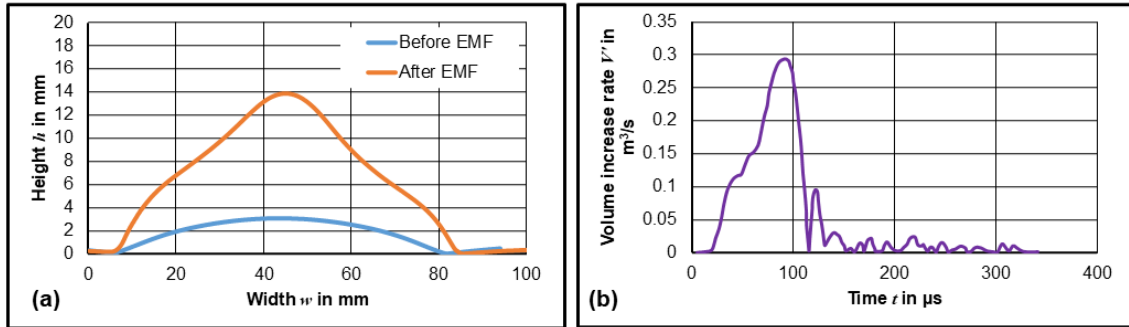 20
18
16
14
12
10
8
6
4
2
0
Height h in mm
Before EMF
After EMF
0 20 40 60 80 100
Width w in mm
(a)
0.35
0.3
0.25
0.2
0.15
0.1
0.05
0
Volume increase rate V' in
m³/s
0 100 200 300 400
Time t in µs
(b)